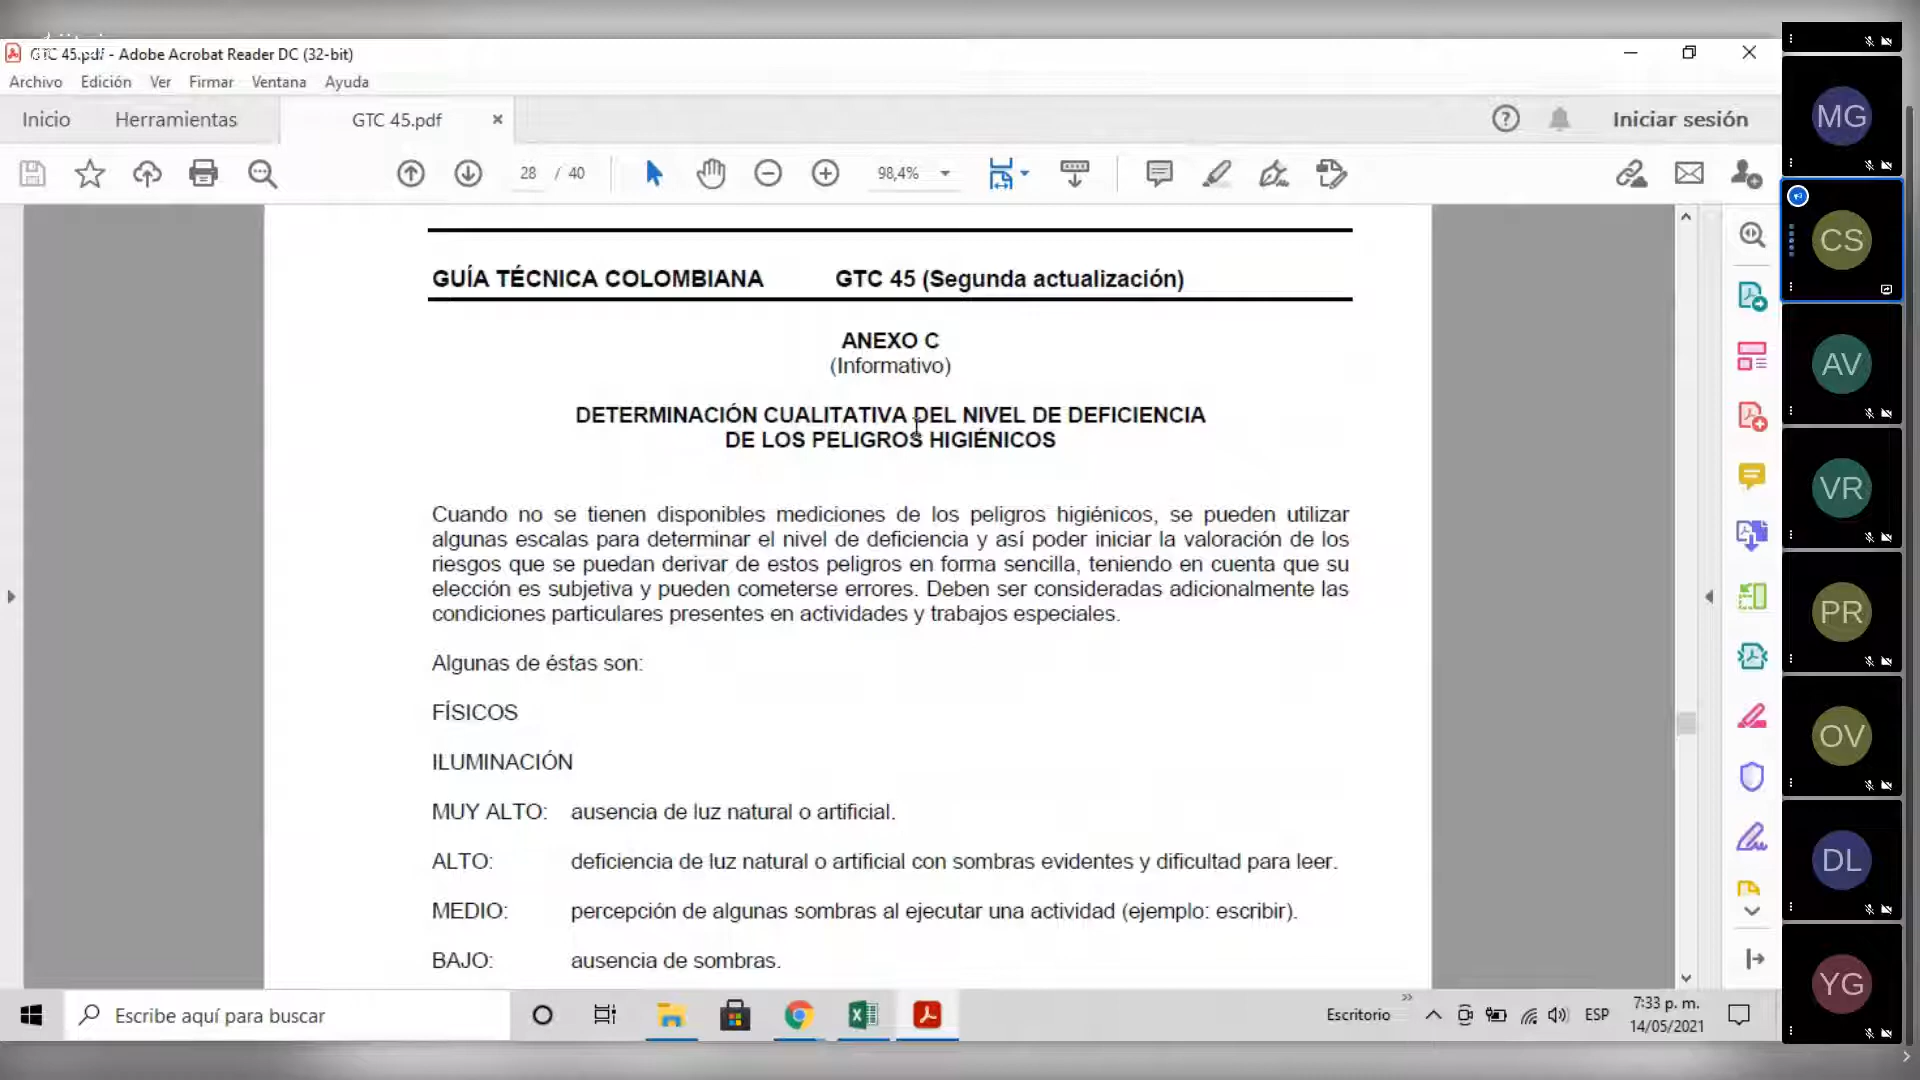 GTC 45.pdf - Adobe Acrobat Reader DC (32-bit)
Archivo Edición Ver Firmar Ventana Ayuda
Inicio Herramientas GTC 45.pdf Iniciar sesión
28 / 40 98,4%
GUÍA TÉCNICA COLOMBIANA GTC 45 (Segunda actualización)
ANEXO C
(Informativo)
DETERMINACIÓN CUALITATIVA DEL NIVEL DE DEFICIENCIA
DE LOS PELIGROS HIGIÉNICOS
Cuando no se tienen disponibles mediciones de los peligros higiénicos, se pueden utilizar
algunas escalas para determinar el nivel de deficiencia y así poder iniciar la valoración de los
riesgos que se puedan derivar de estos peligros en forma sencilla, teniendo en cuenta que su
elección es subjetiva y pueden cometerse errores. Deben ser consideradas adicionalmente las
condiciones particulares presentes en actividades y trabajos especiales.
Algunas de éstas son:
FÍSICOS
ILUMINACIÓN
MUY ALTO: ausencia de luz natural o artificial.
ALTO: deficiencia de luz natural o artificial con sombras evidentes y dificultad para leer.
MEDIO: percepción de algunas sombras al ejecutar una actividad (ejemplo: escribir).
BAJO: ausencia de sombras.
Escribe aquí para buscar
Escritorio
ESP
7:33 p. m.
14/05/2021
MG
CS
AV
VR
PR
OV
DL
YG